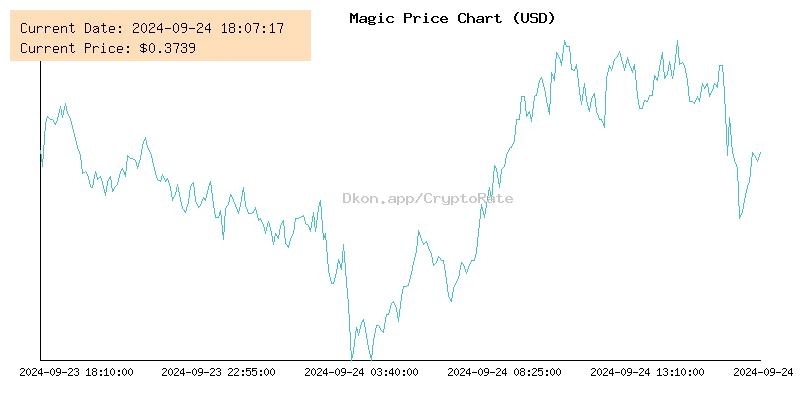 Magic Price Chart (USD)
Current Date: 2024-09-24 18:07:17
Current Price: $0.3739
Dkon.app/CryptoRate
2024-09-23 18:10:00 2024-09-23 22:55:00 2024-09-24 03:40:00 2024-09-24 08:25:00 2024-09-24 13:10:00 2024-09-24